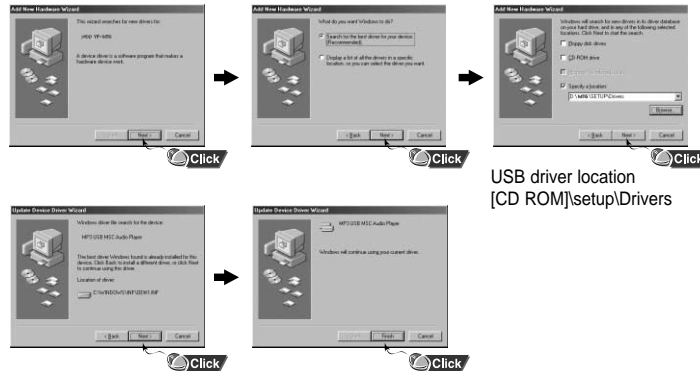 Add New Hardware Wizard
This wizard searches for new drivers for:
A device driver is a software program that makes a
hardware device work.
Next >
Cancel
Click
Add New Hardware Wizard
What do you want Windows to do?
Search for the best driver for your device.
(Recommended).
Display a list of all the drivers in a specific
location, so you can select the driver you want.
< Back
Next >
Cancel
Click
Add New Hardware Wizard
Windows will search for new drivers in its driver database
on your hard drive, and in any of the following selected
locations. Click Next to start the search.
Floppy disk drives
CD-ROM drive
Specify a location:
\SETUP\Drivers
Browse...
< Back
Next >
Cancel
Click
USB driver location
[CD ROM]\setup\Drivers
Update Device Driver Wizard
Windows driver file search for the device:
MP3 USB MSC Audio Player
The best driver Windows found is already installed for this
device. Click Back to install a different driver, or click Next
to continue using this driver.
Location of driver:
< Back
Next >
Cancel
Click
Update Device Driver Wizard
MP3 USB MSC Audio Player
Windows will continue using your current driver.
Finish
Cancel
Click